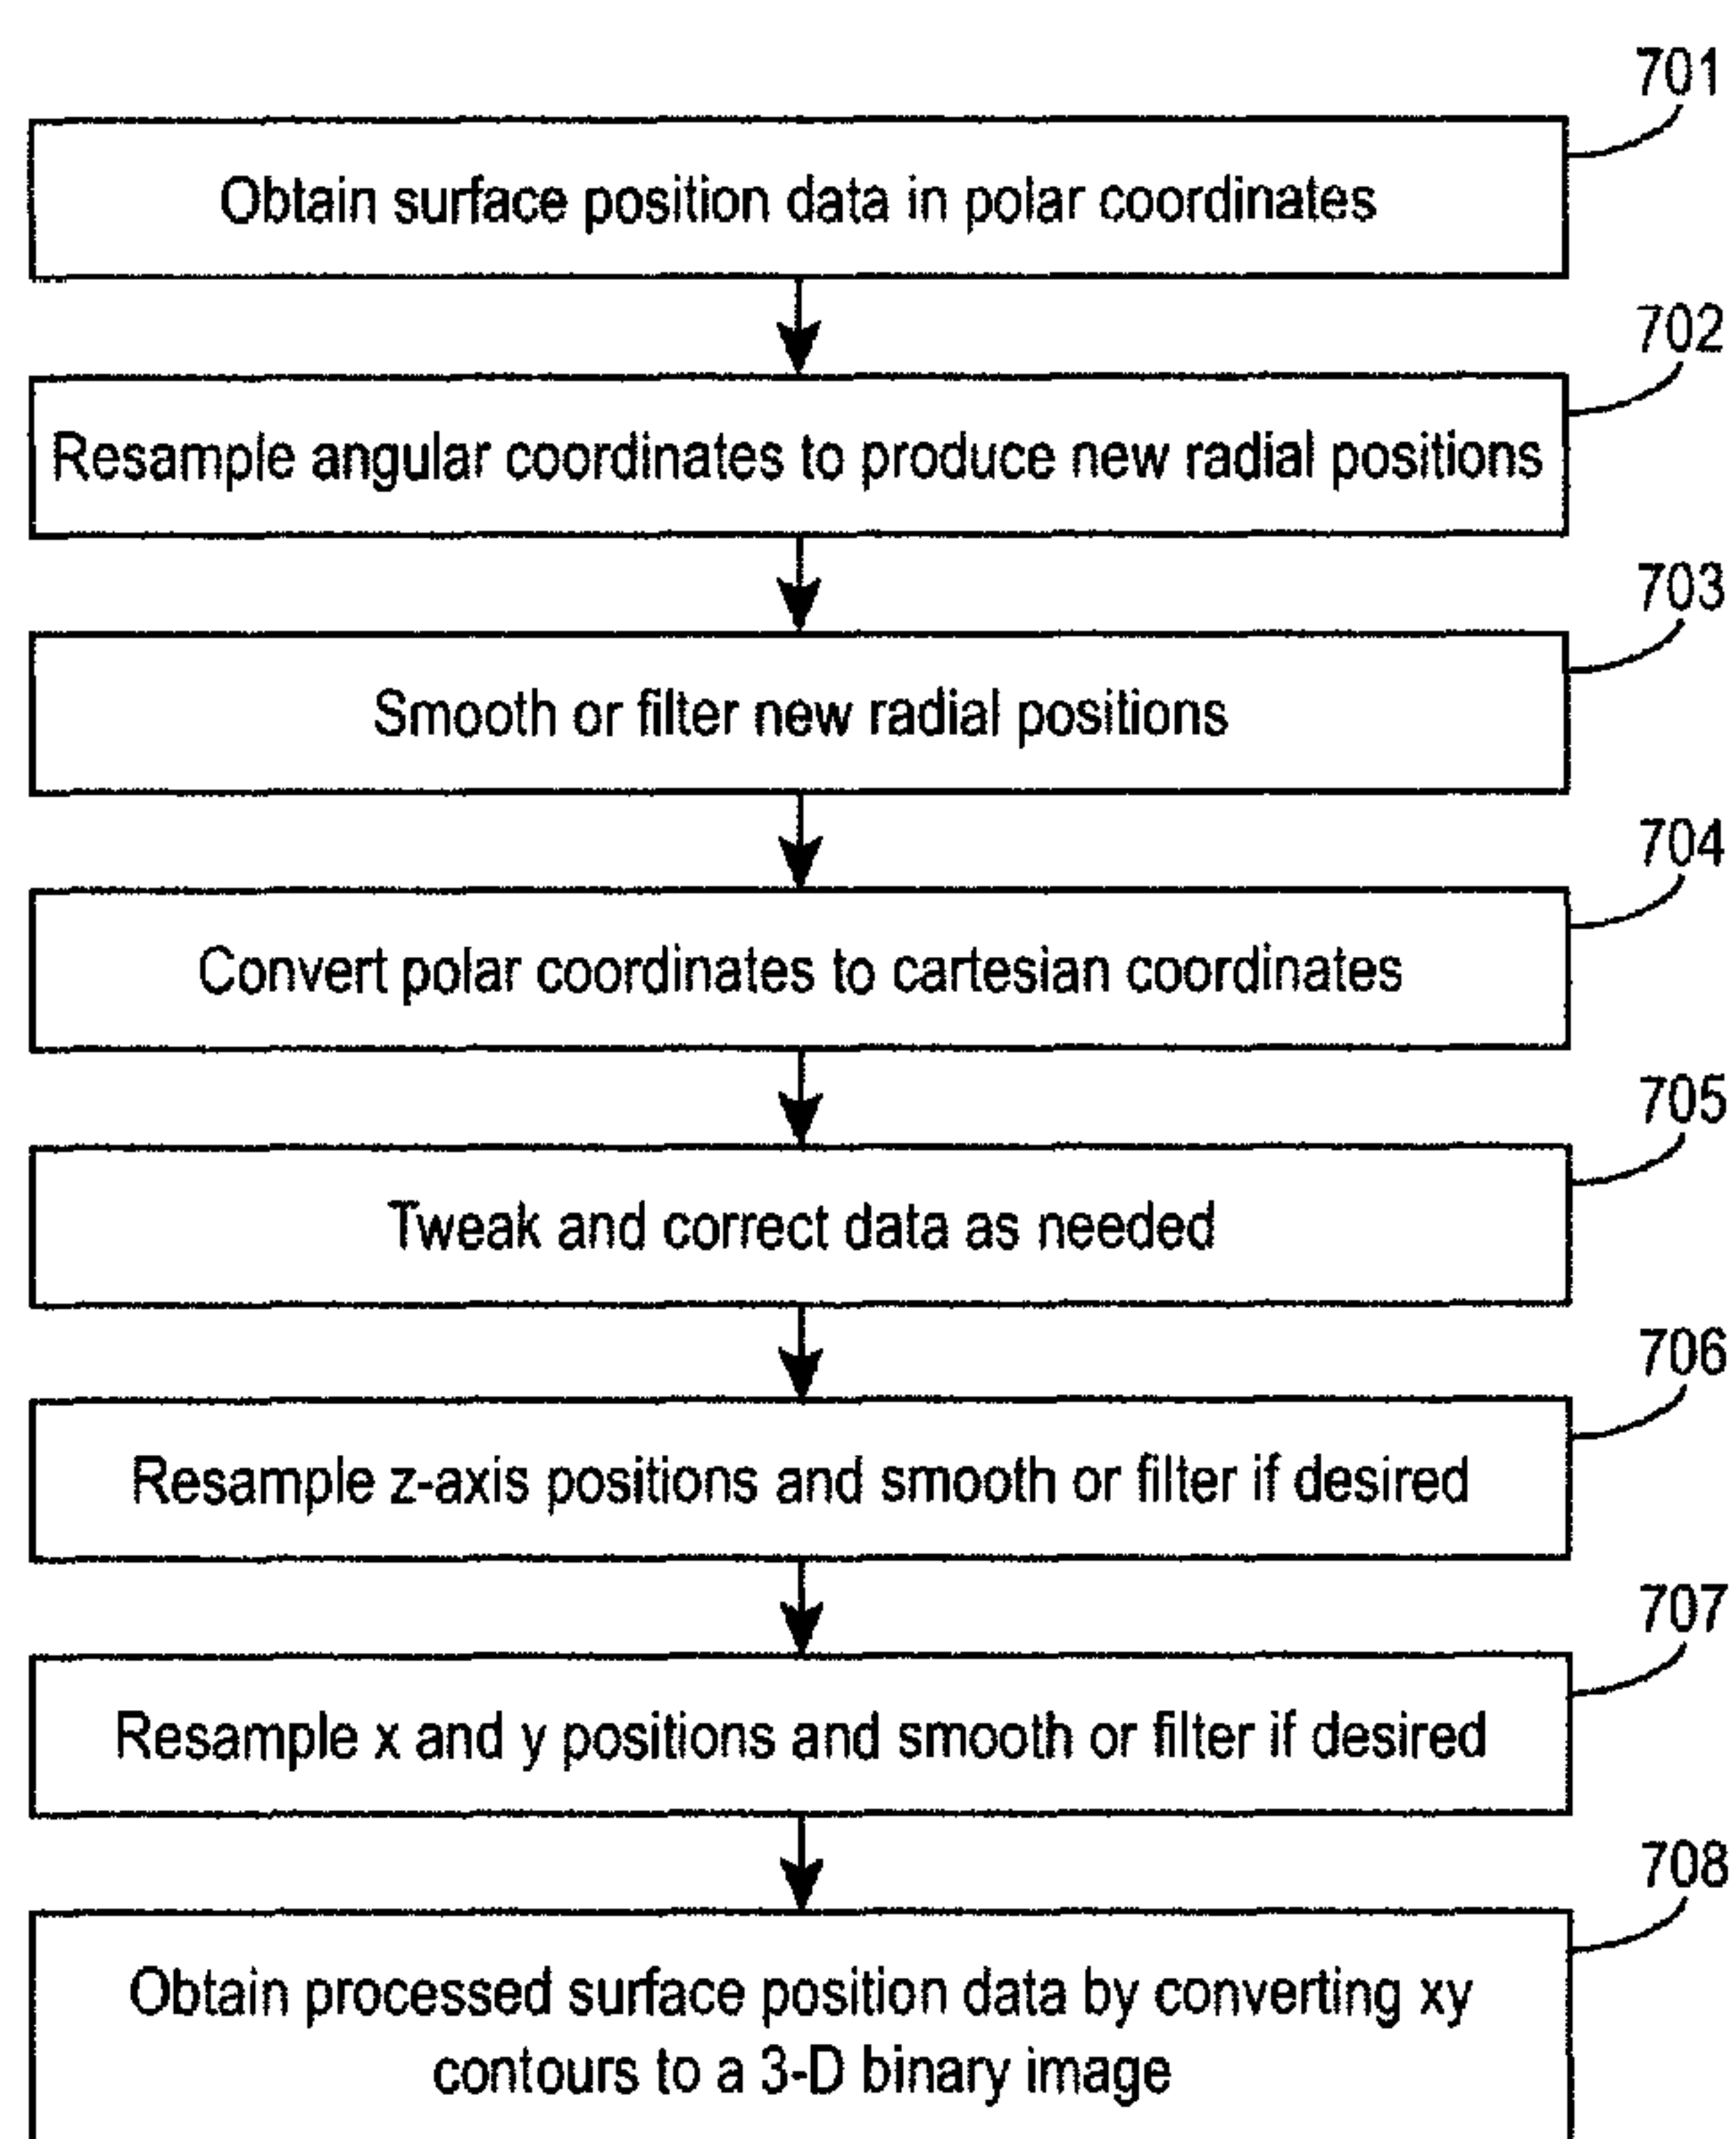 701
Obtain surface position data in polar coordinates
702
Resample angular coordinates to produce new radial positions
703
Smooth or filter new radial positions
704
Convert polar coordinates to cartesian coordinates
705
Tweak and correct data as needed
706
Resample z-axis positions and smooth or filter if desired
707
Resample x and y positions and smooth or filter if desired
708
Obtain processed surface position data by converting xy
contours to a 3-D binary image